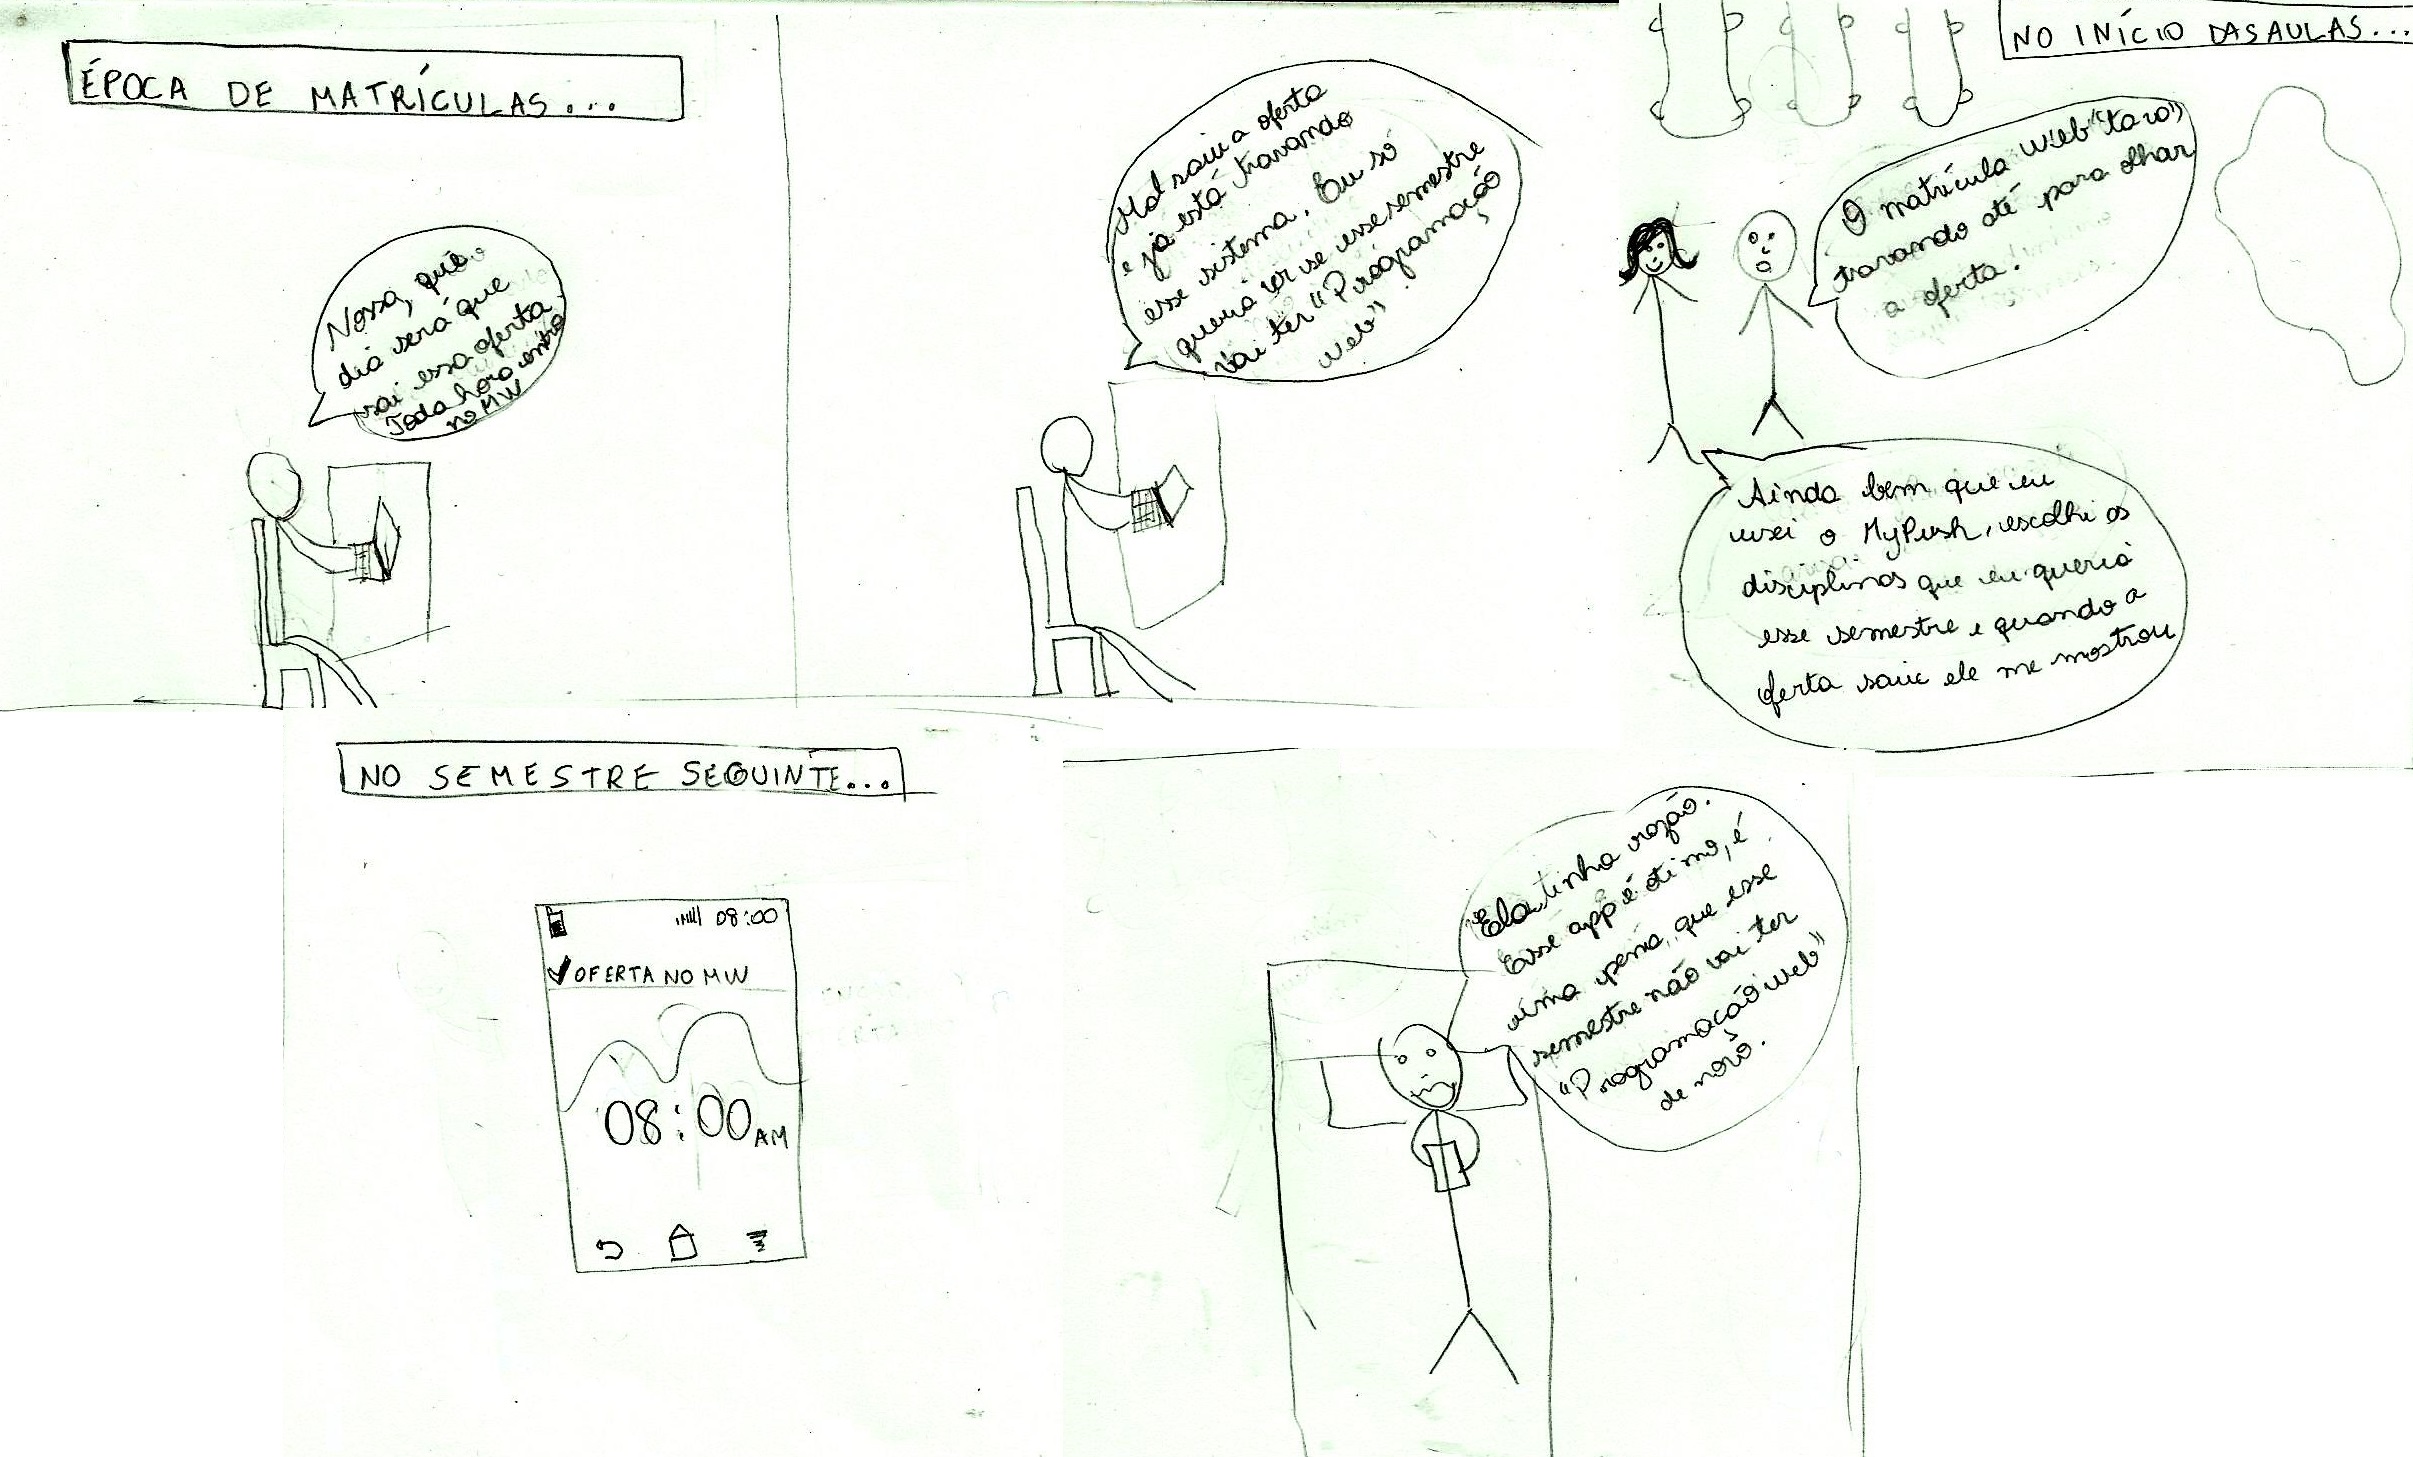 ÉPOCA DE MATRÍCULAS...
Nossa, que
dia será que
sai essa oferta
Toda hora entro
no MW
Mal saiu a oferta
e já está travando
esse sistema. Eu só
queria ver se esse semestre
vai ter "Programação
web"
NO INÍCIO DAS AULAS...
O matrícula web "tava"
travando até para olhar
a oferta.
Ainda bem que eu
usei o MyPush, escolhi as
disciplinas que eu queria
esse semestre e quando a
oferta saiu ele me mostrou
NO SEMESTRE SEGUINTE...
08:00
OFERTA NO MW
08:00 AM
Ela tinha razão.
Esse app é ótimo, é
uma pena, que esse
semestre não vai ter
"Programação web"
de novo.